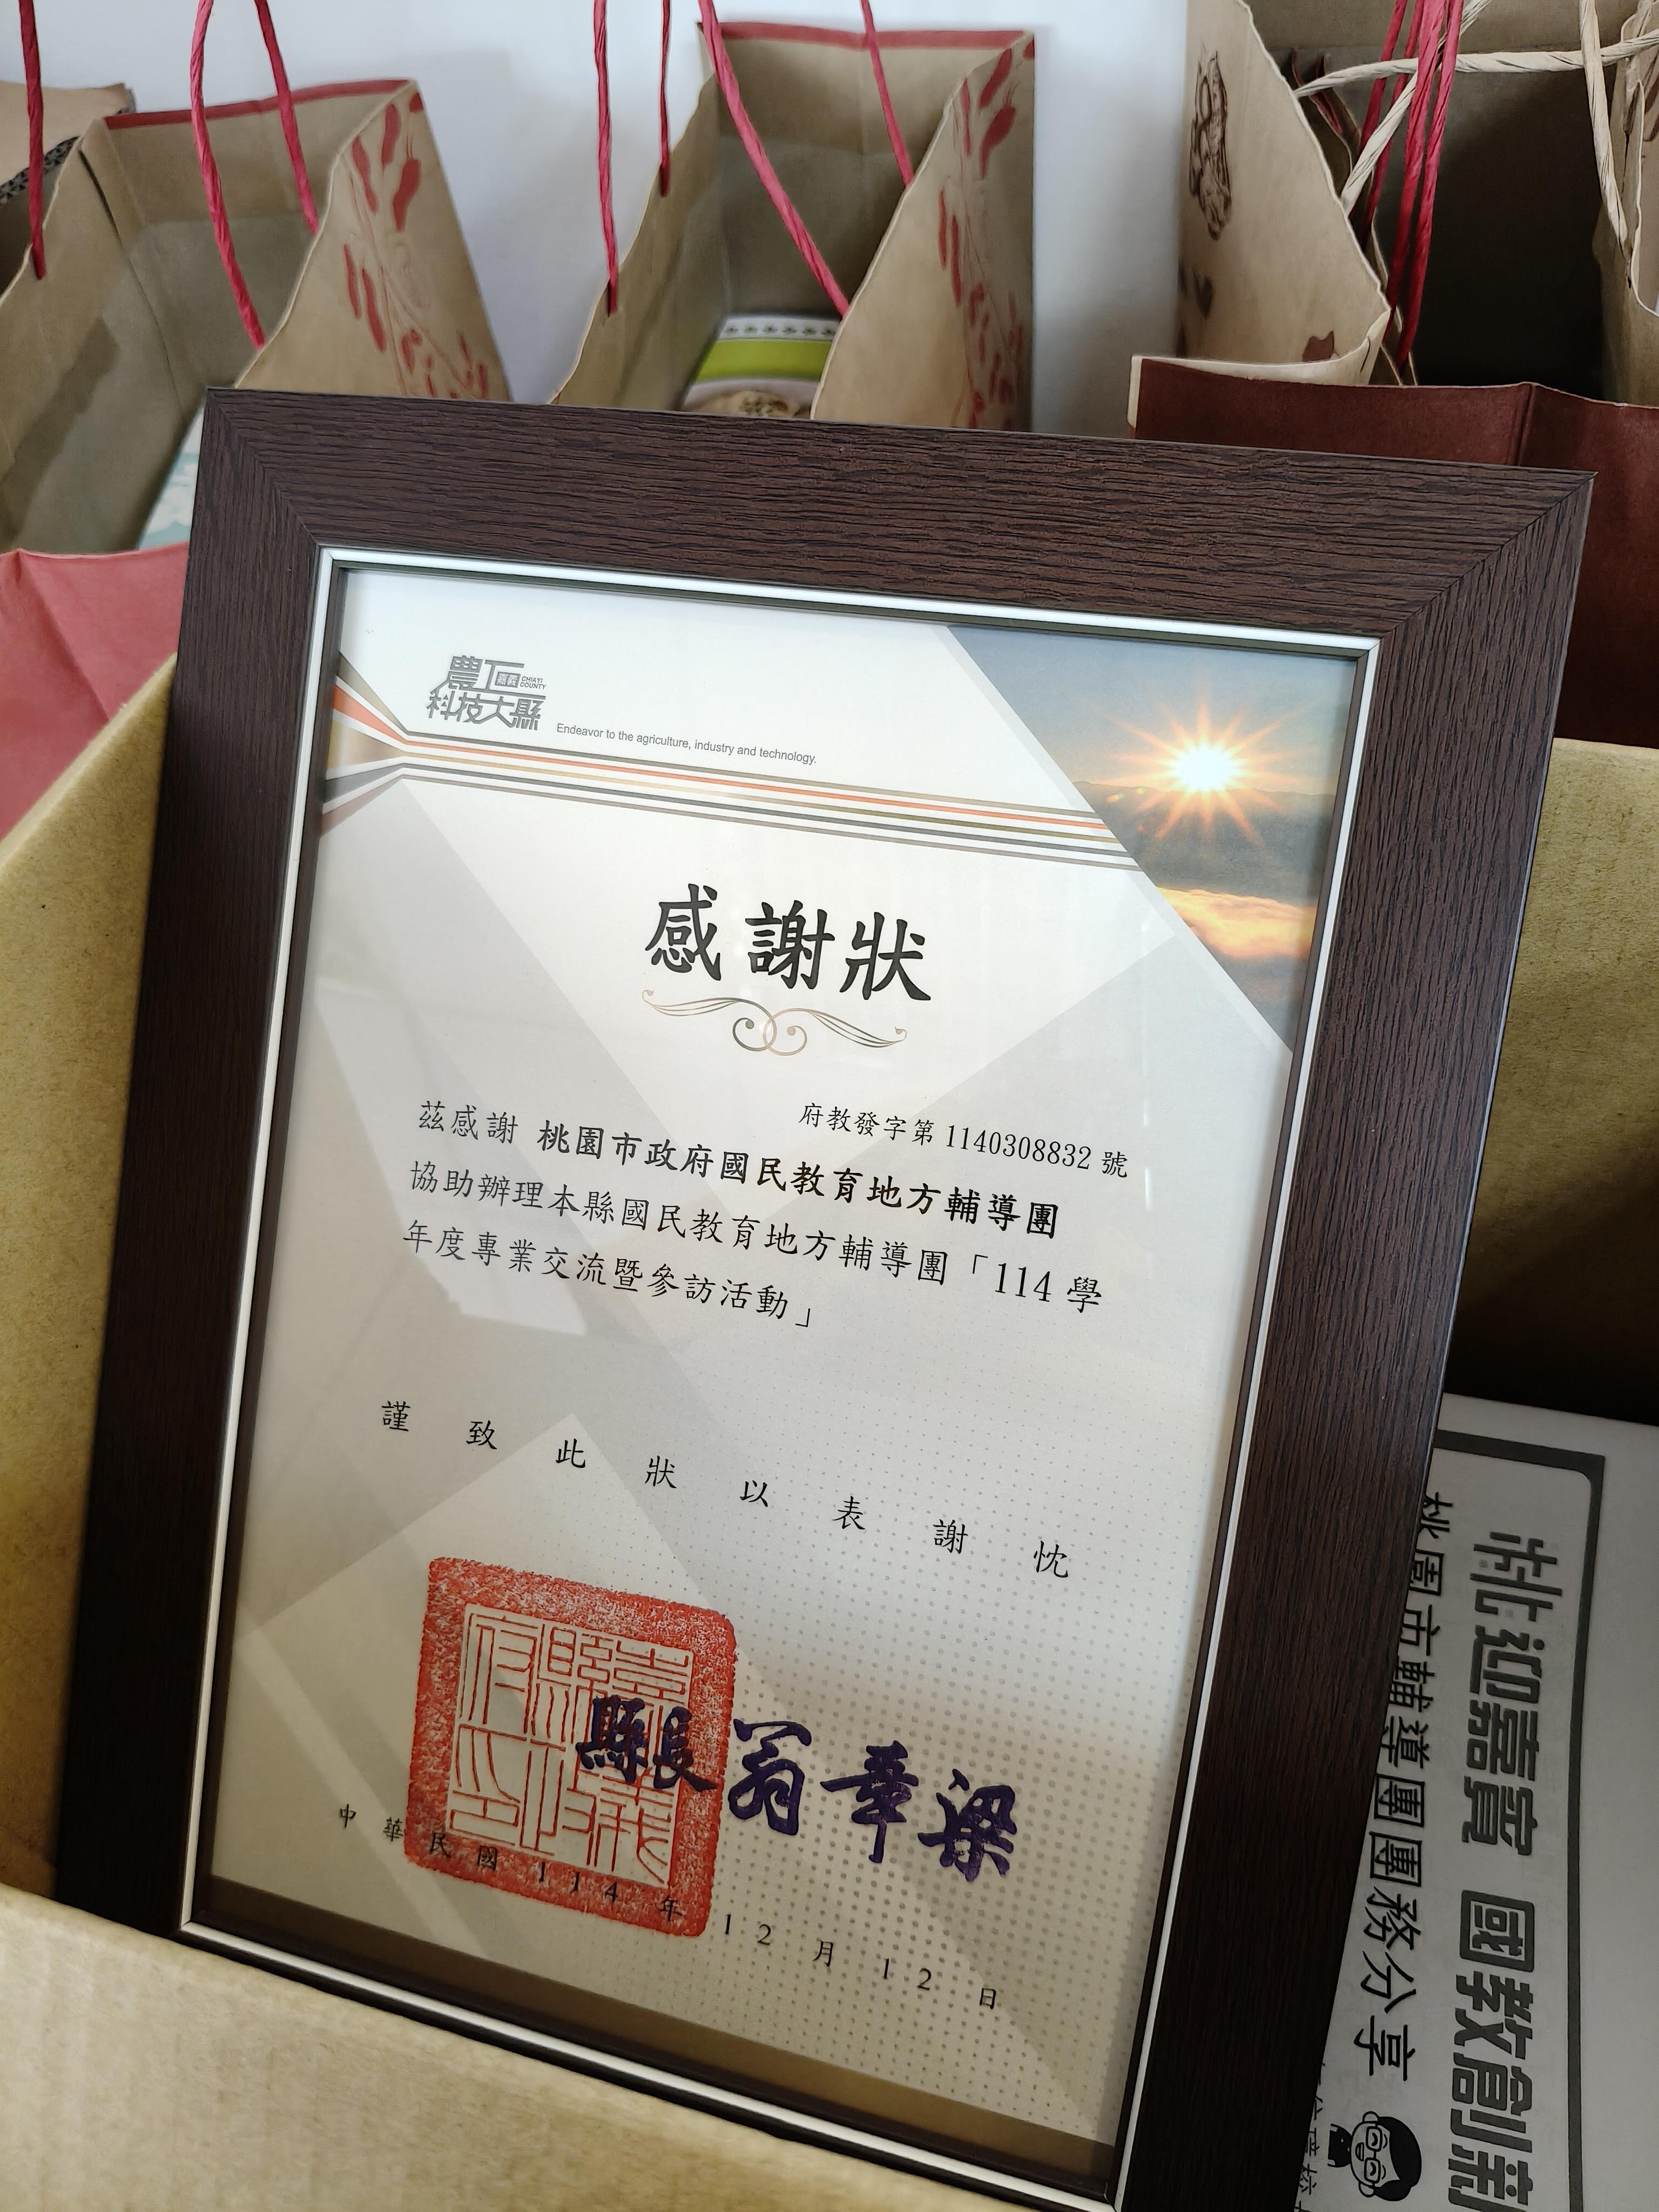 農工
嘉義 CHIAYI COUNTY
科技大縣
Endeavor to the agriculture, industry and technology.
感謝狀
府教發字第1140308832號
茲感謝 桃園市政府國民教育地方輔導團
協助辦理本縣國民教育地方輔導團「114學
年度專業交流暨參訪活動」
謹致此狀以表謝忱
嘉義縣府印
縣長翁章梁
中華民國114年12月12日
桃迎嘉賓 國教創新
桃園市輔導團團務分享